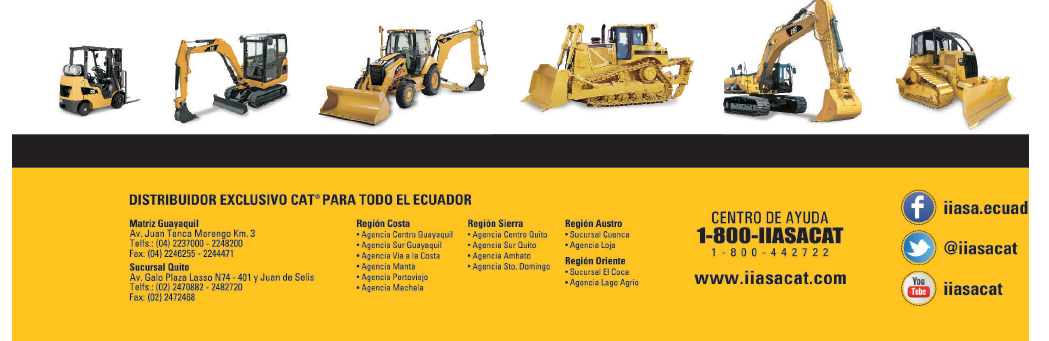 DISTRIBUIDOR EXCLUSIVO CAT® PARA TODO EL ECUADOR
Matriz Guayaquil
Av. Juan Tanca Marengo Km. 3
Telfs.: (04) 2237000 - 2248200
Fax: (04) 2246255 - 2244471
Sucursal Quito
Av. Galo Plaza Lasso N74 - 401 y Juan de Selis
Telfs.: (02) 2470882 - 2482720
Fax: (02) 2472468
Región Costa
• Agencia Centro Guayaquil
• Agencia Sur Guayaquil
• Agencia Vía a la Costa
• Agencia Manta
• Agencia Portoviejo
• Agencia Machala
Región Sierra
• Agencia Centro Quito
• Agencia Sur Quito
• Agencia Ambato
• Agencia Sto. Domingo
Región Austro
• Sucursal Cuenca
• Agencia Loja
Región Oriente
• Sucursal El Coca
• Agencia Lago Agrio
CENTRO DE AYUDA
1-800-IIASACAT
1 - 800 - 442722
www.iiasacat.com
f iiasa.ecuad
@iiasacat
You Tube iiasacat